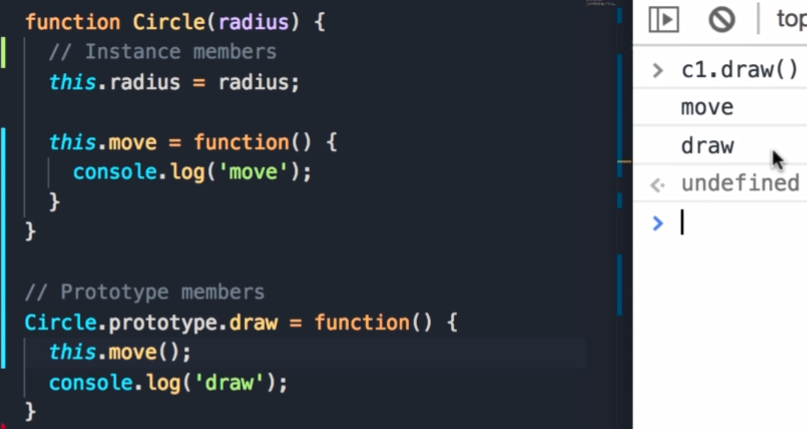 function Circle(radius) {
  // Instance members
  this.radius = radius;

  this.move = function() {
    console.log('move');
  }
}

// Prototype members
Circle.prototype.draw = function() {
  this.move();
  console.log('draw');
}
top
> c1.draw()
move
draw
undefined
>